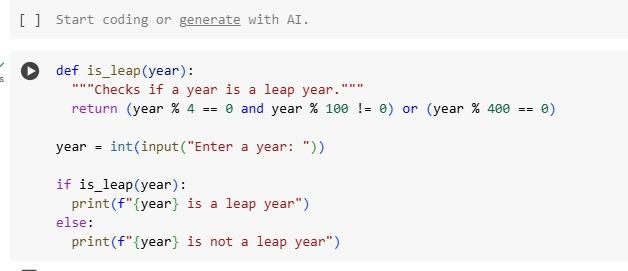 [ ] Start coding or generate with AI.
def is_leap(year):
  """Checks if a year is a leap year."""
  return (year % 4 == 0 and year % 100 != 0) or (year % 400 == 0)
year = int(input("Enter a year: "))
if is_leap(year):
  print(f"{year} is a leap year")
else:
  print(f"{year} is not a leap year")